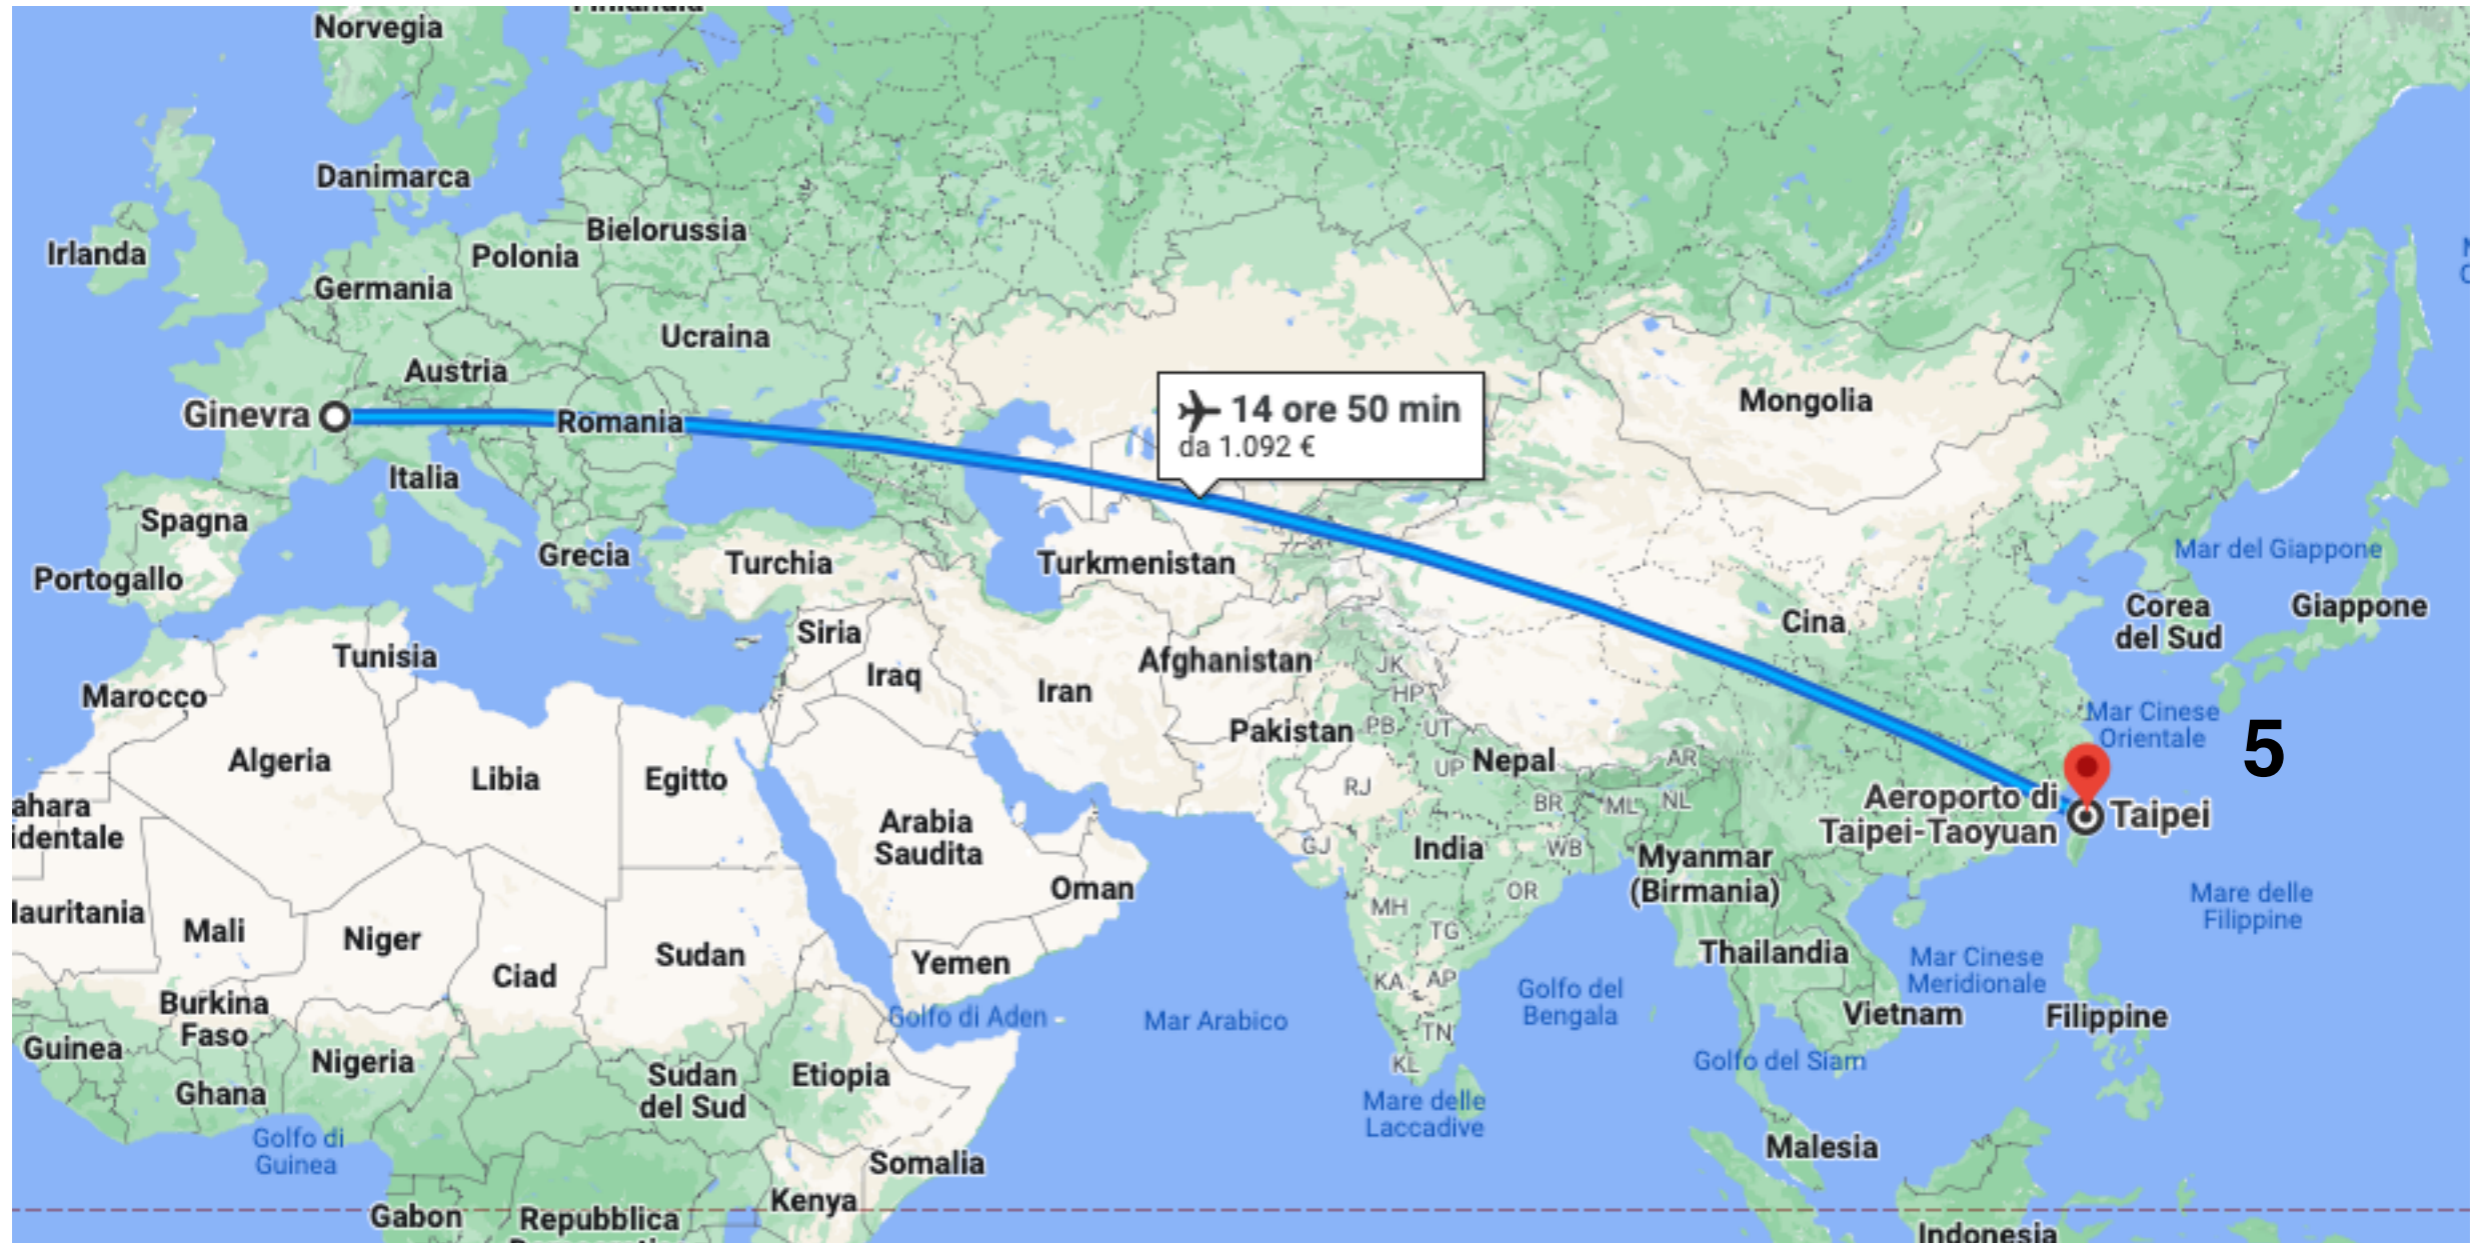 Norvegia
Danimarca
Irlanda
Bielorussia
Polonia
Germania
Ucraina
Austria
Ginevra
Romania
14 ore 50 min
da 1.092 €
Mongolia
Italia
Spagna
Grecia
Turchia
Turkmenistan
Mar del Giappone
Portogallo
Corea
del Sud
Giappone
Siria
Cina
Tunisia
Afghanistan
JK
Iraq
Iran
HP
Marocco
Pakistan
PB
UT
Mar Cinese
Orientale
5
Algeria
Libia
Egitto
UP
Nepal
AR
RJ
BR
ML
NL
Aeroporto di
Taipei-Taoyuan
Taipei
ahara
identale
Arabia
Saudita
GJ
India
WB
Myanmar
(Birmania)
Oman
OR
Mare delle
Filippine
auritania
Mali
Niger
MH
TG
Sudan
Yemen
Ciad
Thailandia
Mar Cinese
Meridionale
KA
AP
Burkina
Faso
Golfo di Aden
Mar Arabico
Golfo del
Bengala
TN
Vietnam
Filippine
Guinea
Nigeria
KL
Golfo del Siam
Ghana
Sudan
del Sud
Etiopia
Mare delle
Laccadive
Golfo di
Guinea
Somalia
Malesia
Kenya
Gabon
Repubblica
Indonesia